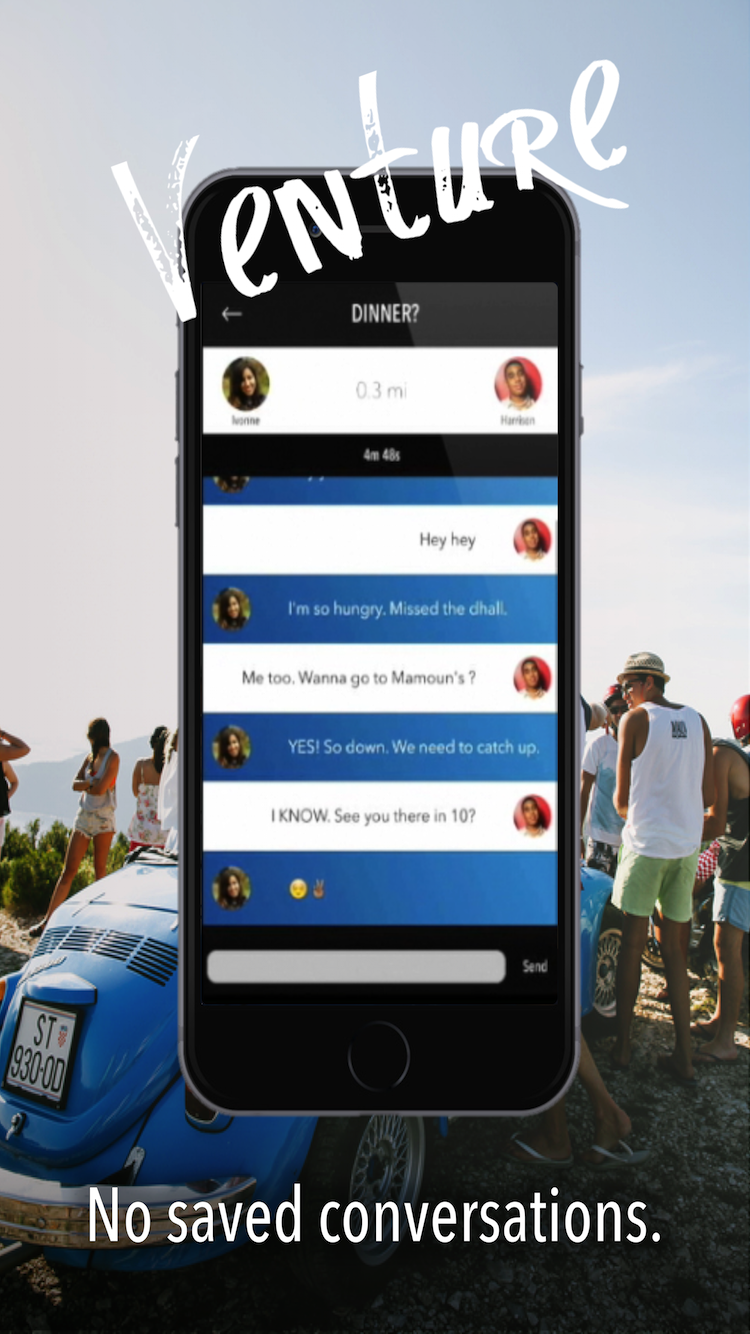 Venture
DINNER?
0.3 mi
Ivonne
Harrison
4m 48s
Hey hey
I'm so hungry. Missed the dhall.
Me too. Wanna go to Mamoun's ?
YES! So down. We need to catch up.
I KNOW. See you there in 10?
Send
ST
930-OD
No saved conversations.